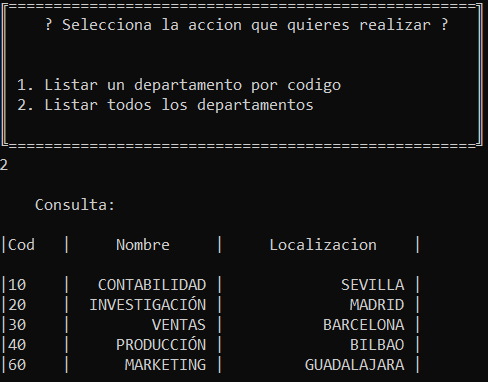 ? Selecciona la accion que quieres realizar ?
1. Listar un departamento por codigo
2. Listar todos los departamentos
2
Consulta:
|Cod | Nombre | Localizacion |
|10 | CONTABILIDAD | SEVILLA |
|20 | INVESTIGACIÓN | MADRID |
|30 | VENTAS | BARCELONA |
|40 | PRODUCCIÓN | BILBAO |
|60 | MARKETING | GUADALAJARA |